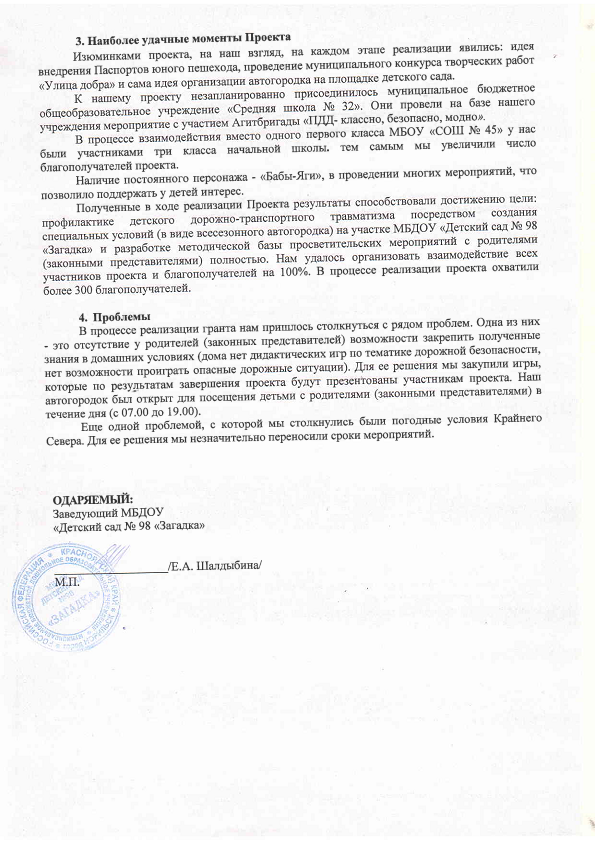 3. Наиболее удачные моменты Проекта
Изюминками проекта, на наш взгляд, на каждом этапе реализации явились: идея
внедрения Паспортов юного пешехода, проведение муниципального конкурса творческих работ
«Улица добра» и сама идея организации автогородка на площадке детского сада.
К нашему проекту незапланированно присоединилось муниципальное бюджетное
общеобразовательное учреждение «Средняя школа № 32». Они провели на базе нашего
учреждения мероприятие с участием Агитбригады «ПДД- классно, безопасно, модно».
В процессе взаимодействия вместо одного первого класса МБОУ «СОШ № 45» у нас
были участниками три класса начальной школы. тем самым мы увеличили число
благополучателей проекта.
Наличие постоянного персонажа - «Бабы-Яги», в проведении многих мероприятий, что
позволило поддержать у детей интерес.
Полученные в ходе реализации Проекта результаты способствовали достижению цели:
профилактике детского дорожно-транспортного травматизма посредством создания
специальных условий (в виде всесезонного автогородка) на участке МБДОУ «Детский сад № 98
«Загадка» и разработке методической базы просветительских мероприятий с родителями
(законными представителями) полностью. Нам удалось организовать взаимодействие всех
участников проекта и благополучателей на 100%. В процессе реализации проекта охватили
более 300 благополучателей.
4. Проблемы
В процессе реализации гранта нам пришлось столкнуться с рядом проблем. Одна из них
- это отсутствие у родителей (законных представителей) возможности закрепить полученные
знания в домашних условиях (дома нет дидактических игр по тематике дорожной безопасности,
нет возможности проиграть опасные дорожные ситуации). Для ее решения мы закупили игры,
которые по результатам завершения проекта будут презентованы участникам проекта. Наш
автогородок был открыт для посещения детьми с родителями (законными представителями) в
течение дня (с 07.00 до 19.00).
Еще одной проблемой, с которой мы столкнулись были погодные условия Крайнего
Севера. Для ее решения мы незначительно переносили сроки мероприятий.
ОДАРЯЕМЫЙ:
Заведующий МБДОУ
«Детский сад № 98 «Загадка»
/Е.А. Шалдыбина/
М.П.
РОССИЙСКАЯ ФЕДЕРАЦИЯ
«ЗАГАДКА»